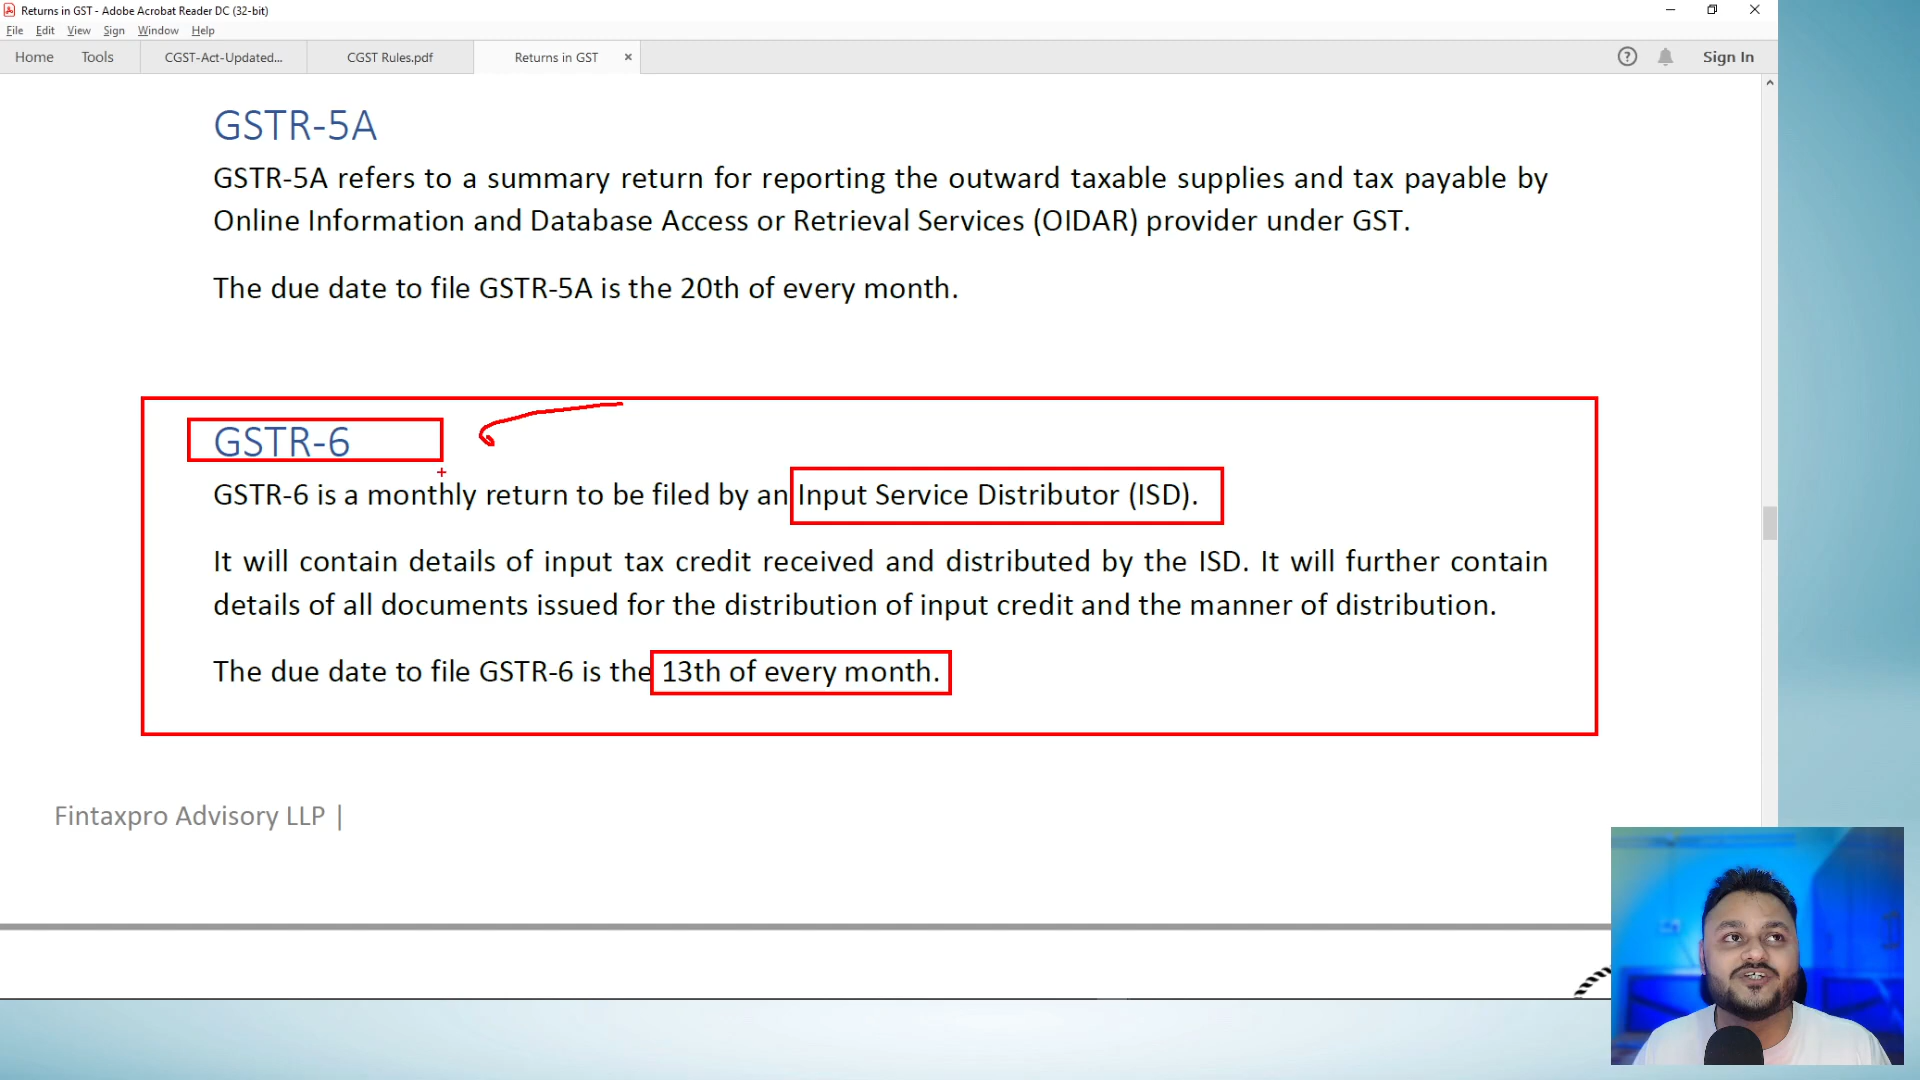 Returns in GST - Adobe Acrobat Reader DC (32-bit)
File Edit View Sign Window Help
Home Tools CGST-Act-Updated... CGST Rules.pdf Returns in GST × Sign In
GSTR-5A
GSTR-5A refers to a summary return for reporting the outward taxable supplies and tax payable by
Online Information and Database Access or Retrieval Services (OIDAR) provider under GST.
The due date to file GSTR-5A is the 20th of every month.
GSTR-6
GSTR-6 is a monthly return to be filed by an Input Service Distributor (ISD).
It will contain details of input tax credit received and distributed by the ISD. It will further contain
details of all documents issued for the distribution of input credit and the manner of distribution.
The due date to file GSTR-6 is the 13th of every month.
Fintaxpro Advisory LLP |